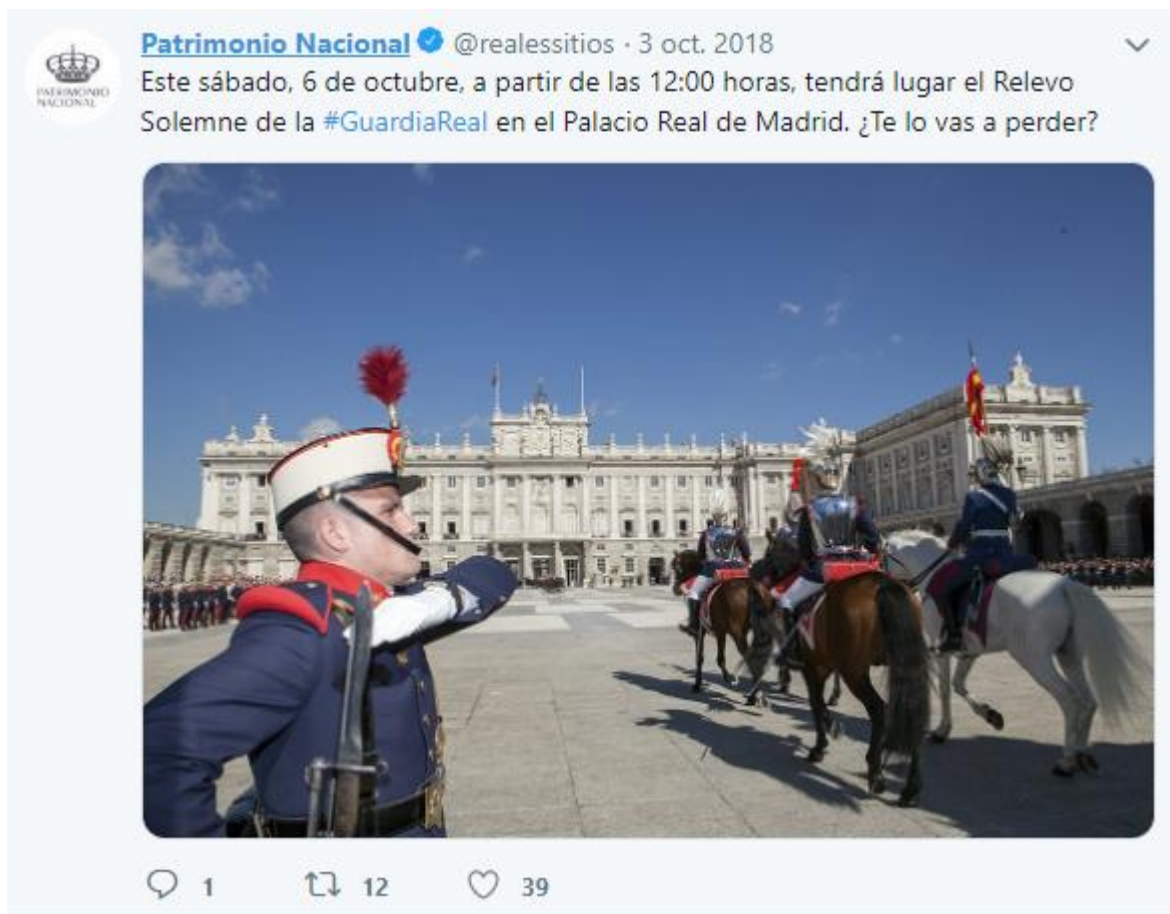 Patrimonio Nacional @realessitios · 3 oct. 2018
PATRIMONIO
NACIONAL
Este sábado, 6 de octubre, a partir de las 12:00 horas, tendrá lugar el Relevo
Solemne de la #GuardiaReal en el Palacio Real de Madrid. ¿Te lo vas a perder?
1 12 39